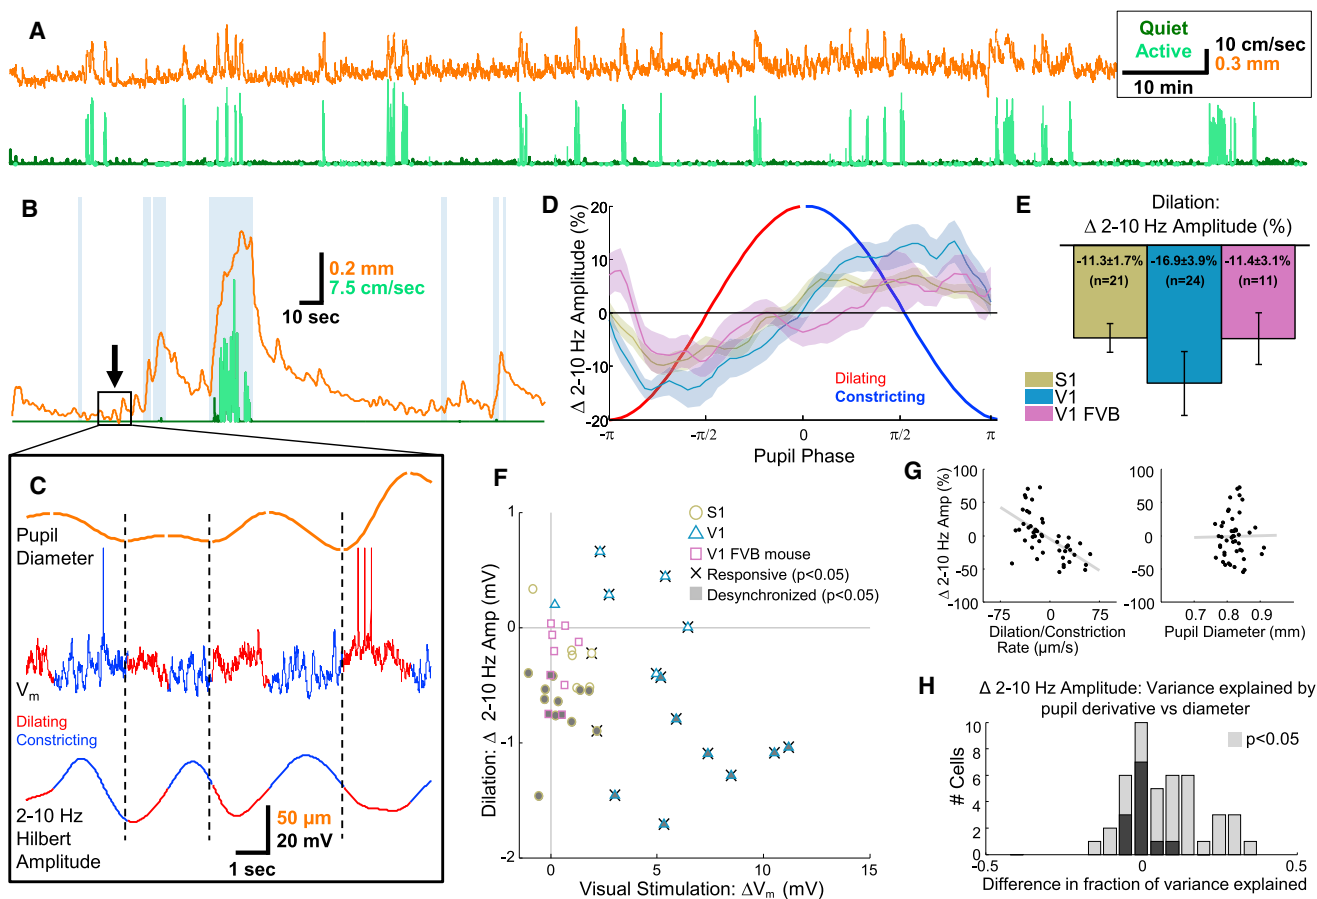 A
Quiet
Active
10 cm/sec
0.3 mm
10 min
B
0.2 mm
7.5 cm/sec
10 sec
C
Pupil
Diameter
Vm
Dilating
Constricting
2-10 Hz
Hilbert
Amplitude
50 µm
20 mV
1 sec
D
Δ 2-10 Hz Amplitude (%)
20
10
0
-10
-20
Dilating
Constricting
-π
-π/2
0
π/2
π
Pupil Phase
E
Dilation:
Δ 2-10 Hz Amplitude (%)
-11.3±1.7%
(n=21)
-16.9±3.9%
(n=24)
-11.4±3.1%
(n=11)
S1
V1
V1 FVB
F
Dilation: Δ 2-10 Hz Amp (mV)
1
0
-1
-2
S1
V1
V1 FVB mouse
Responsive (p<0.05)
Desynchronized (p<0.05)
0
5
10
15
Visual Stimulation: ΔVm (mV)
G
Δ 2-10 Hz Amp (%)
100
50
0
-50
-100
-75
0
75
Dilation/Constriction
Rate (µm/s)
100
50
0
-50
-100
0.7
0.8
0.9
Pupil Diameter (mm)
H
Δ 2-10 Hz Amplitude: Variance explained by
pupil derivative vs diameter
# Cells
10
8
6
4
2
0
p<0.05
-0.5
0
0.5
Difference in fraction of variance explained